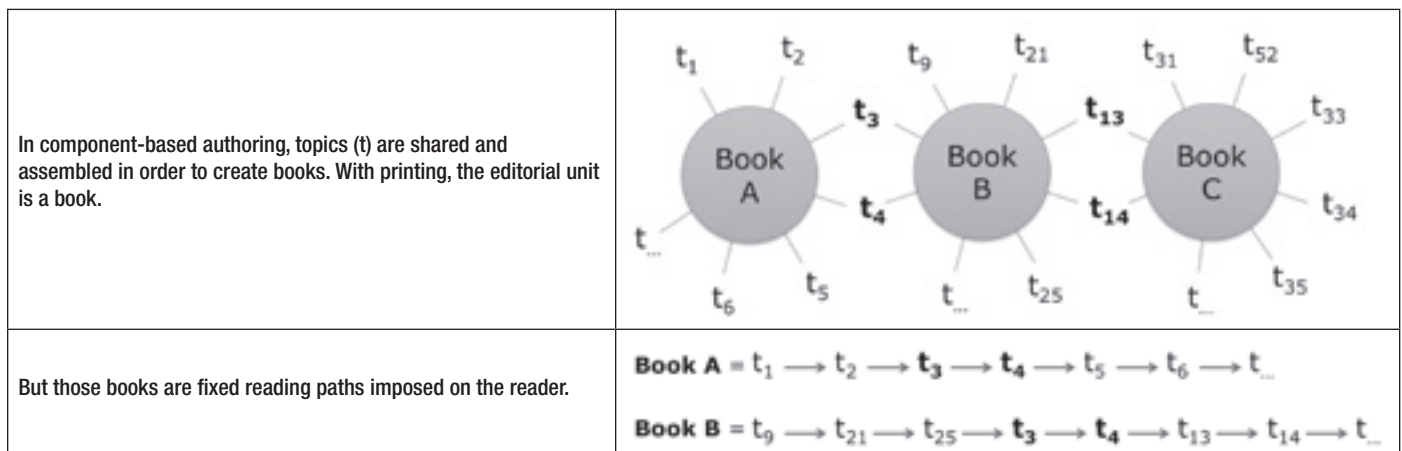 In component-based authoring, topics (t) are shared and
assembled in order to create books. With printing, the editorial unit
is a book.
t1 t2 t9 t21 t31 t52
t3 t13 t33
Book A
Book B
Book C
t4 t14 t34
t... t6 t5 t... t25 t... t35
But those books are fixed reading paths imposed on the reader.
Book A = t1 → t2 → t3 → t4 → t5 → t6 → t...
Book B = t9 → t21 → t25 → t3 → t4 → t13 → t14 → t...